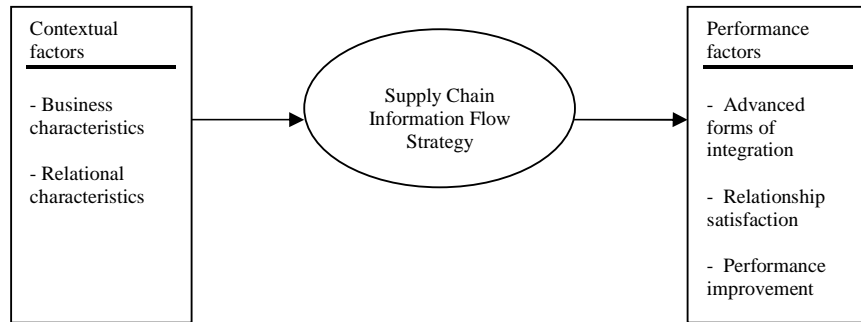 Contextual
factors
- Business
characteristics
- Relational
characteristics
Supply Chain
Information Flow
Strategy
Performance
factors
- Advanced
forms of
integration
- Relationship
satisfaction
- Performance
improvement